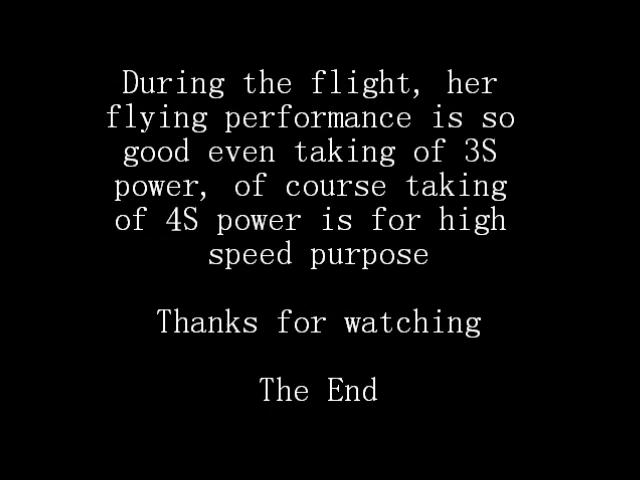 During the flight, her
flying performance is so
good even taking of 3S
power, of course taking
of 4S power is for high
speed purpose
Thanks for watching
The End